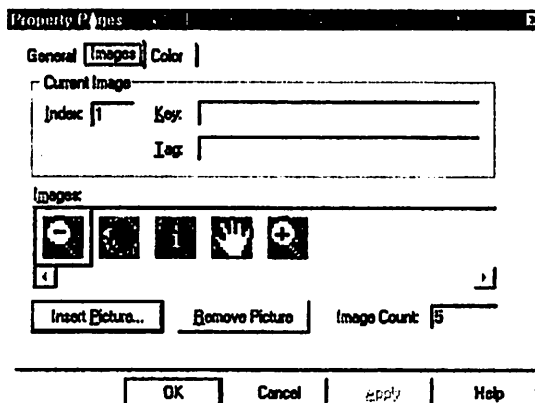 Property Pages
General Images Color
Current Image
Index: 1 Key:
Tag:
Images:
i
Insert Picture... Remove Picture Image Count: 5
OK Cancel Apply Help